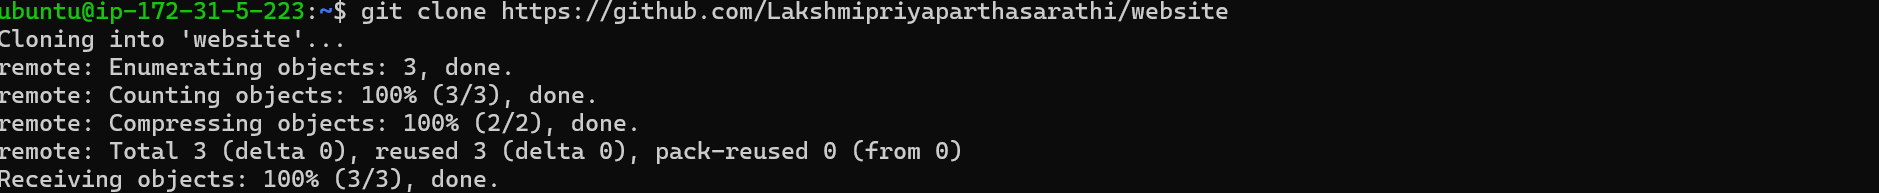 ubuntu@ip-172-31-5-223:~$ git clone https://github.com/Lakshmipriyaparthasarathi/website
Cloning into 'website'...
remote: Enumerating objects: 3, done.
remote: Counting objects: 100% (3/3), done.
remote: Compressing objects: 100% (2/2), done.
remote: Total 3 (delta 0), reused 3 (delta 0), pack-reused 0 (from 0)
Receiving objects: 100% (3/3), done.